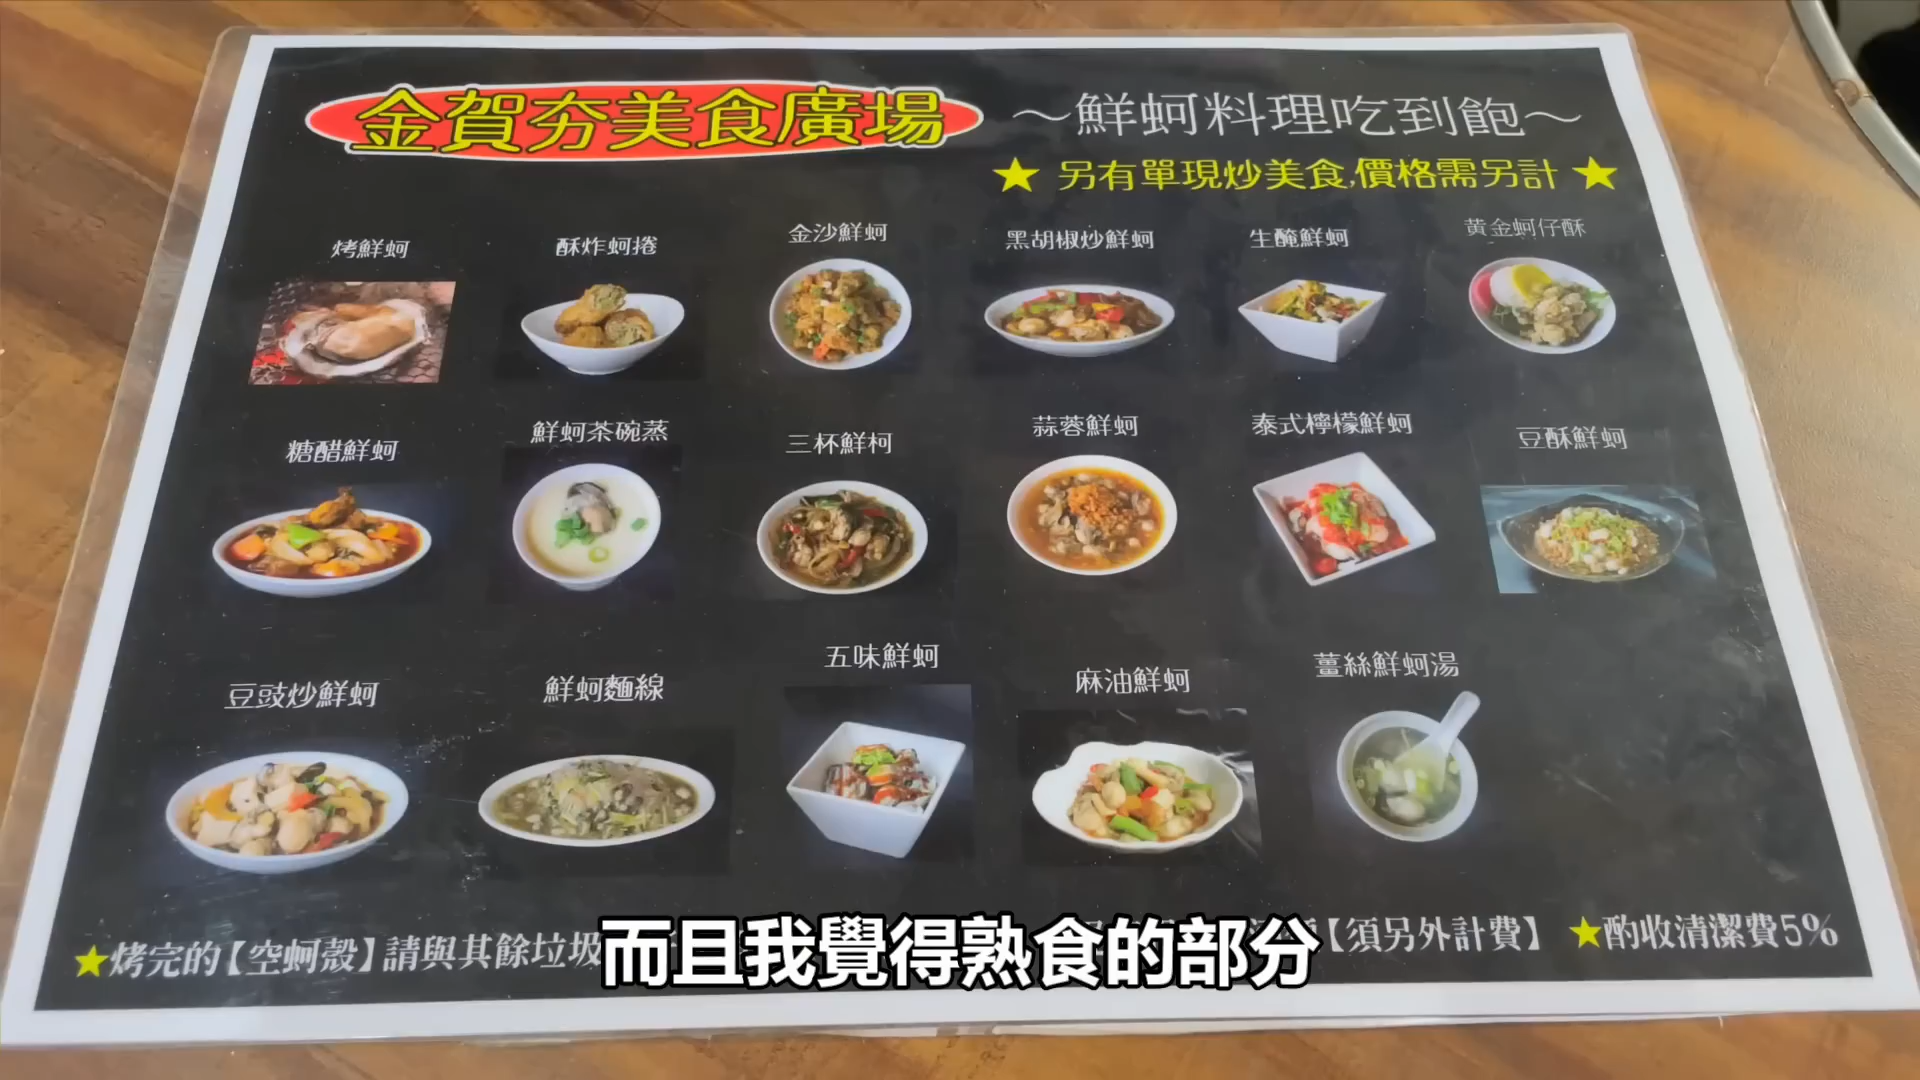 金賀夯美食廣場
～鮮蚵料理吃到飽～
★ 另有單現炒美食,價格需另計 ★
烤鮮蚵
酥炸蚵捲
金沙鮮蚵
黑胡椒炒鮮蚵
生醃鮮蚵
黃金蚵仔酥
糖醋鮮蚵
鮮蚵茶碗蒸
三杯鮮柯
蒜蓉鮮蚵
泰式檸檬鮮蚵
豆酥鮮蚵
豆豉炒鮮蚵
鮮蚵麵線
五味鮮蚵
麻油鮮蚵
薑絲鮮蚵湯
★烤完的【空蚵殼】請與其餘垃圾
【須另外計費】
★酌收清潔費5%
而且我覺得熟食的部分